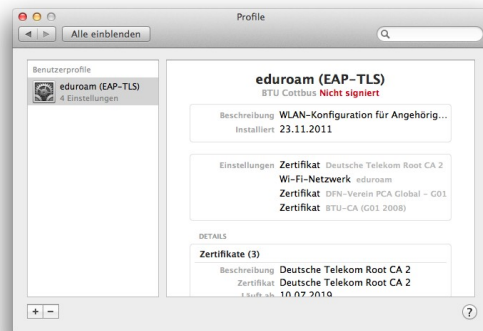 Profile
Alle einblenden
Benutzerprofile
eduroam (EAP-TLS)
4 Einstellungen
eduroam (EAP-TLS)
BTU Cottbus Nicht signiert
Beschreibung WLAN-Konfiguration für Angehörig...
Installiert 23.11.2011
Einstellungen Zertifikat Deutsche Telekom Root CA 2
Wi-Fi-Netzwerk eduroam
Zertifikat DFN-Verein PCA Global - G01
Zertifikat BTU-CA (G01 2008)
DETAILS
Zertifikate (3)
Beschreibung Deutsche Telekom Root CA 2
Zertifikat Deutsche Telekom Root CA 2
Läuft ab 10.07.2019
+ − ?